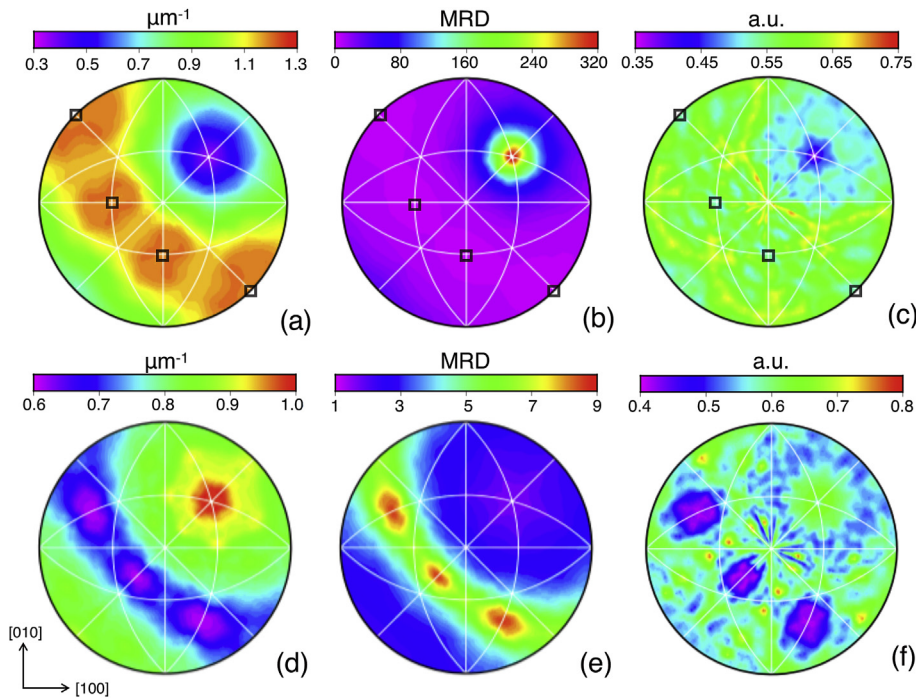 μm⁻¹ MRD a.u.
0.3 0.5 0.7 0.9 1.1 1.3 0 80 160 240 320 0.35 0.45 0.55 0.65 0.75
(a) (b) (c)
μm⁻¹ MRD a.u.
0.6 0.7 0.8 0.9 1.0 1 3 5 7 9 0.4 0.5 0.6 0.7 0.8
[010]
[100]
(d) (e) (f)